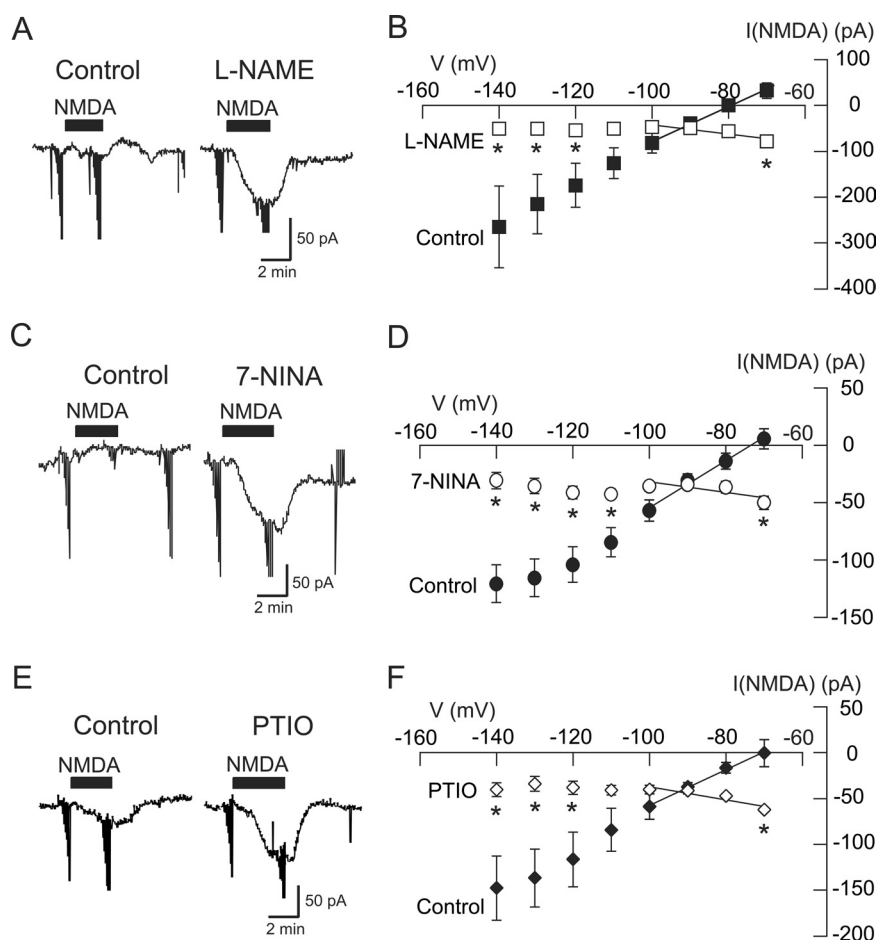 A
Control L-NAME
NMDA NMDA
50 pA
2 min
B
I(NMDA) (pA)
V (mV)
100
-160 -140 -120 -100 -80 -60
0
L-NAME
* * * *
-100
-200
Control
-300
-400
C
Control 7-NINA
NMDA NMDA
50 pA
2 min
D
I(NMDA) (pA)
V (mV)
50
-160 -140 -120 -100 -80 -60
0
7-NINA
* * * * *
-50
-100
Control
-150
E
Control PTIO
NMDA NMDA
50 pA
2 min
F
I(NMDA) (pA)
V (mV)
50
-160 -140 -120 -100 -80 -60
0
PTIO
* * * *
-50
-100
-150
Control
-200